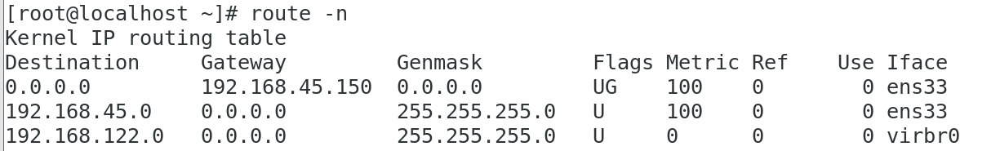 [root@localhost ~]# route -n
Kernel IP routing table
Destination     Gateway         Genmask         Flags Metric Ref    Use Iface
0.0.0.0         192.168.45.150  0.0.0.0         UG    100    0        0 ens33
192.168.45.0    0.0.0.0         255.255.255.0   U     100    0        0 ens33
192.168.122.0   0.0.0.0         255.255.255.0   U     0      0        0 virbr0